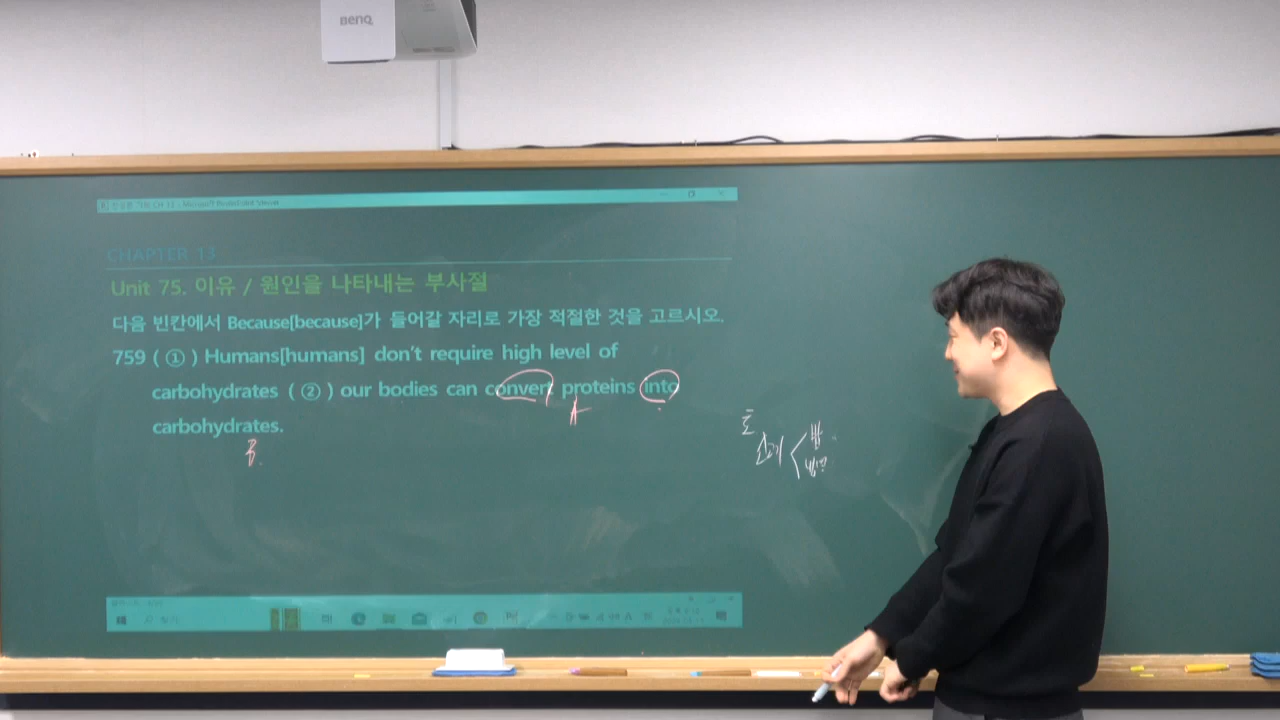 BenQ
CHAPTER 13
Unit 75. 이유 / 원인을 나타내는 부사절
다음 빈칸에서 Because[because]가 들어갈 자리로 가장 적절한 것을 고르시오.
759 ( ① ) Humans[humans] don't require high level of
carbohydrates ( ② ) our bodies can convert proteins into
A
carbohydrates.
B.